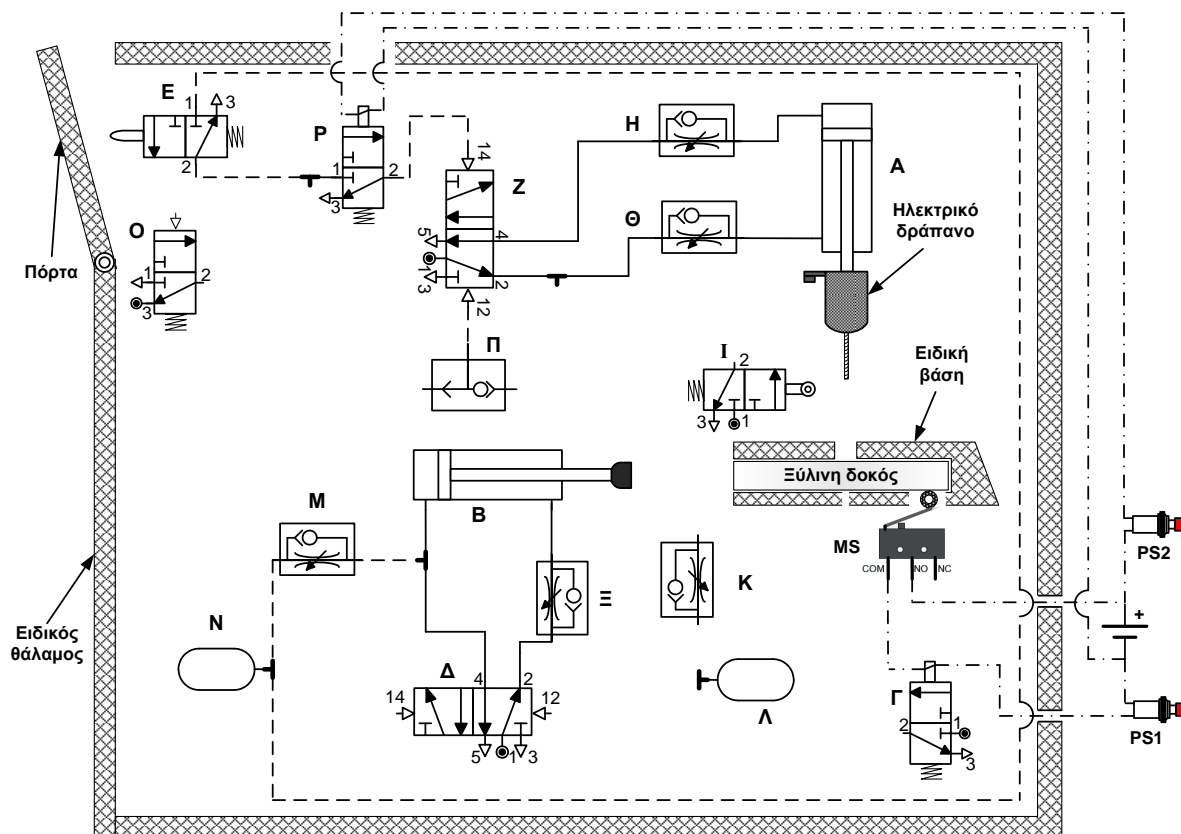 Ε
1
3
2
Ρ
1
2
3
14
Ζ
5
4
1
3
2
12
Η
Θ
Α
Ηλεκτρικό
δράπανο
Πόρτα
Ο
1
2
3
Π
Ι
2
3
1
Ειδική
βάση
Ξύλινη δοκός
Β
Μ
Ξ
Κ
MS
COM
NO
NC
PS2
+
Ειδικός
θάλαμος
Ν
Δ
4
2
14
12
5
1
3
Λ
Γ
2
1
3
PS1